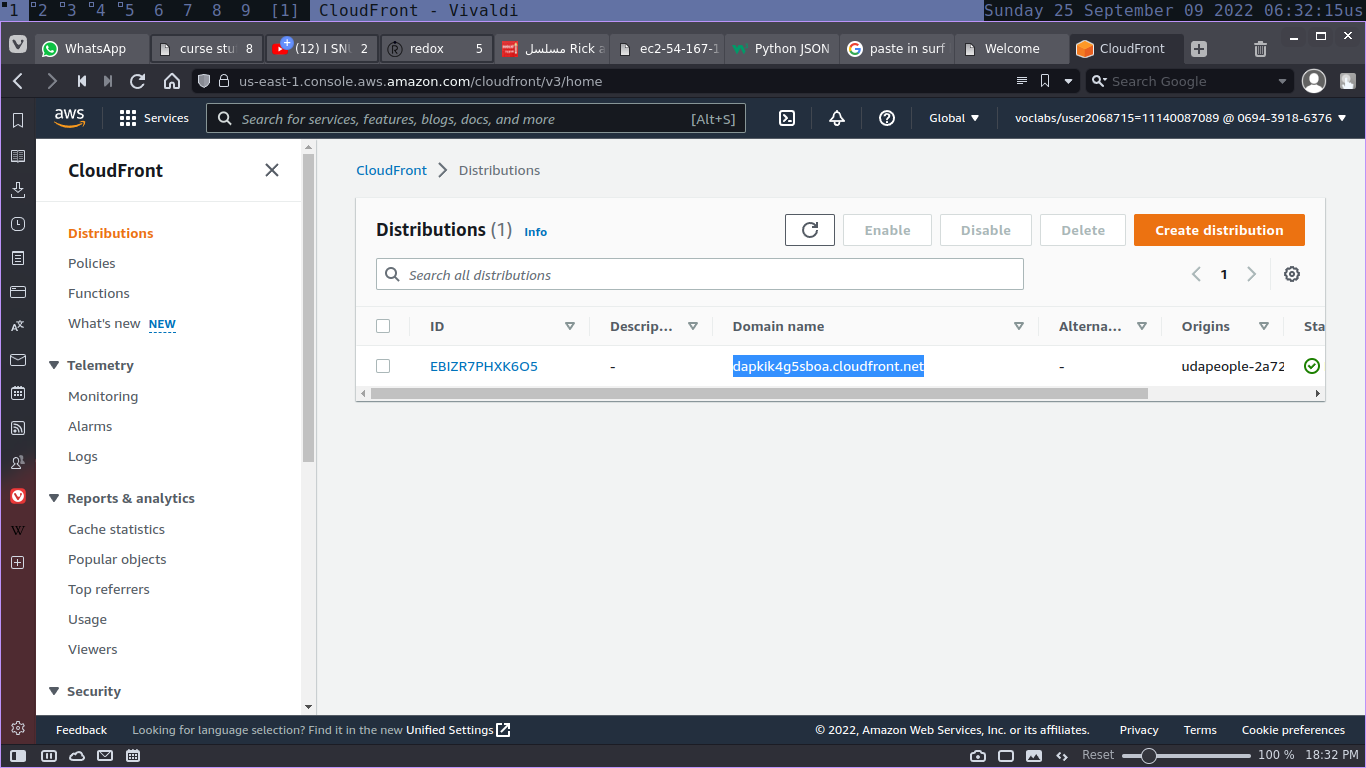 1 2 3 4 5 6 7 8 9 [1] CloudFront - Vivaldi Sunday 25 September 09 2022 06:32:15us
WhatsApp curse stu 8 (12) I SNU 2 redox 5 مسلسل Rick a ec2-54-167-1 Python JSON paste in surf Welcome CloudFront
us-east-1.console.aws.amazon.com/cloudfront/v3/home Search Google
aws Services Search for services, features, blogs, docs, and more [Alt+S] Global voclabs/user2068715=11140087089 @ 0694-3918-6376
CloudFront
Distributions
Policies
Functions
What's new NEW
Telemetry
Monitoring
Alarms
Logs
Reports & analytics
Cache statistics
Popular objects
Top referrers
Usage
Viewers
Security
CloudFront Distributions
Distributions (1) Info Enable Disable Delete Create distribution
Search all distributions 1
ID Descrip... Domain name Alterna... Origins Sta
EBIZR7PHXK6O5 - dapklk4g5sboa.cloudfront.net - udapeople-2a72
Feedback Looking for language selection? Find it in the new Unified Settings © 2022, Amazon Web Services, Inc. or its affiliates. Privacy Terms Cookie preferences
Reset 100 % 18:32 PM